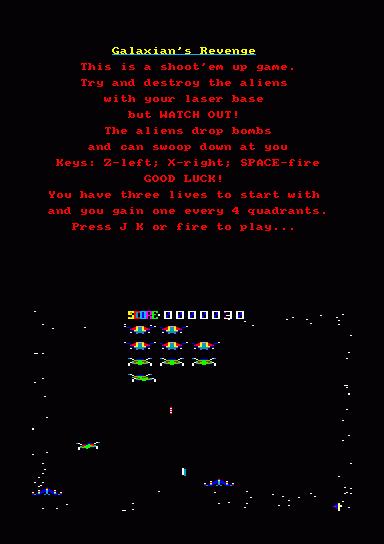 Galaxian's Revenge
This is a shoot'em up game.
Try and destroy the aliens
with your laser base
but WATCH OUT!
The aliens drop bombs
and can swoop down at you
Keys: Z-left; X-right; SPACE-fire
GOOD LUCK!
You have three lives to start with
and you gain one every 4 quadrants.
Press J K or fire to play...
SCORE 0000030